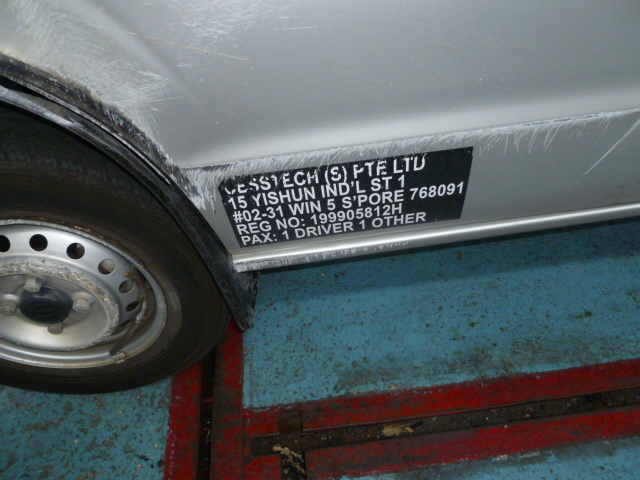 CESSTECH (S) PTE LTD
15 YISHUN IND'L ST 1
#02-31 WIN 5 S'PORE 768091
REG NO: 199905812H
PAX: 1 DRIVER 1 OTHER